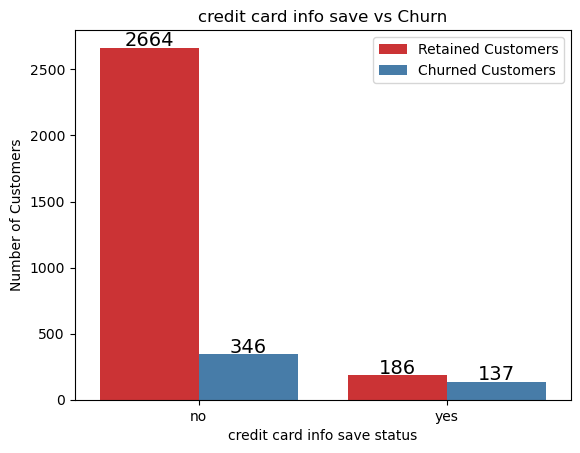 credit card info save vs Churn
Retained Customers
Churned Customers
Number of Customers
2500
2000
1500
1000
500
0
2664
346
186
137
no
yes
credit card info save status